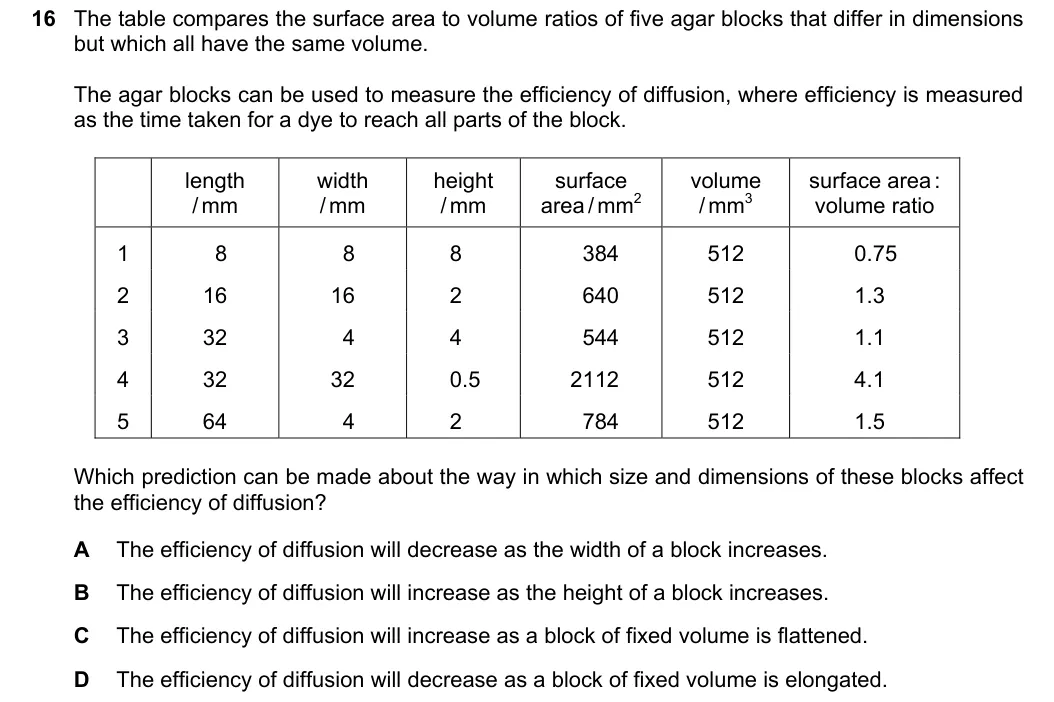 16 The table compares the surface area to volume ratios of five agar blocks that differ in dimensions
but which all have the same volume.
The agar blocks can be used to measure the efficiency of diffusion, where efficiency is measured
as the time taken for a dye to reach all parts of the block.
length width height surface volume surface area:
/mm /mm /mm area/mm² /mm³ volume ratio
1 8 8 8 384 512 0.75
2 16 16 2 640 512 1.3
3 32 4 4 544 512 1.1
4 32 32 0.5 2112 512 4.1
5 64 4 2 784 512 1.5
Which prediction can be made about the way in which size and dimensions of these blocks affect
the efficiency of diffusion?
A The efficiency of diffusion will decrease as the width of a block increases.
B The efficiency of diffusion will increase as the height of a block increases.
C The efficiency of diffusion will increase as a block of fixed volume is flattened.
D The efficiency of diffusion will decrease as a block of fixed volume is elongated.